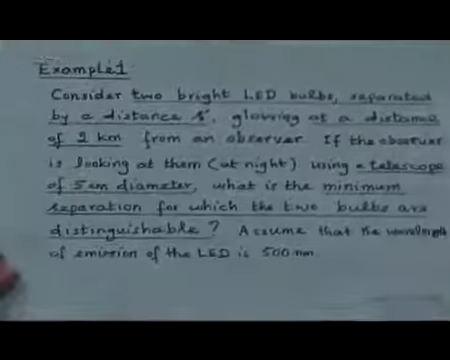 Example 1
Consider two bright LED bulbs, separated
by a distance 's', glowing at a distance
of 2 km from an observer. If the observer
is looking at them (at night) using a telescope
of 5 cm diameter, what is the minimum
separation for which the two bulbs are
distinguishable? Assume that the wavelength
of emission of the LED is 500 nm.